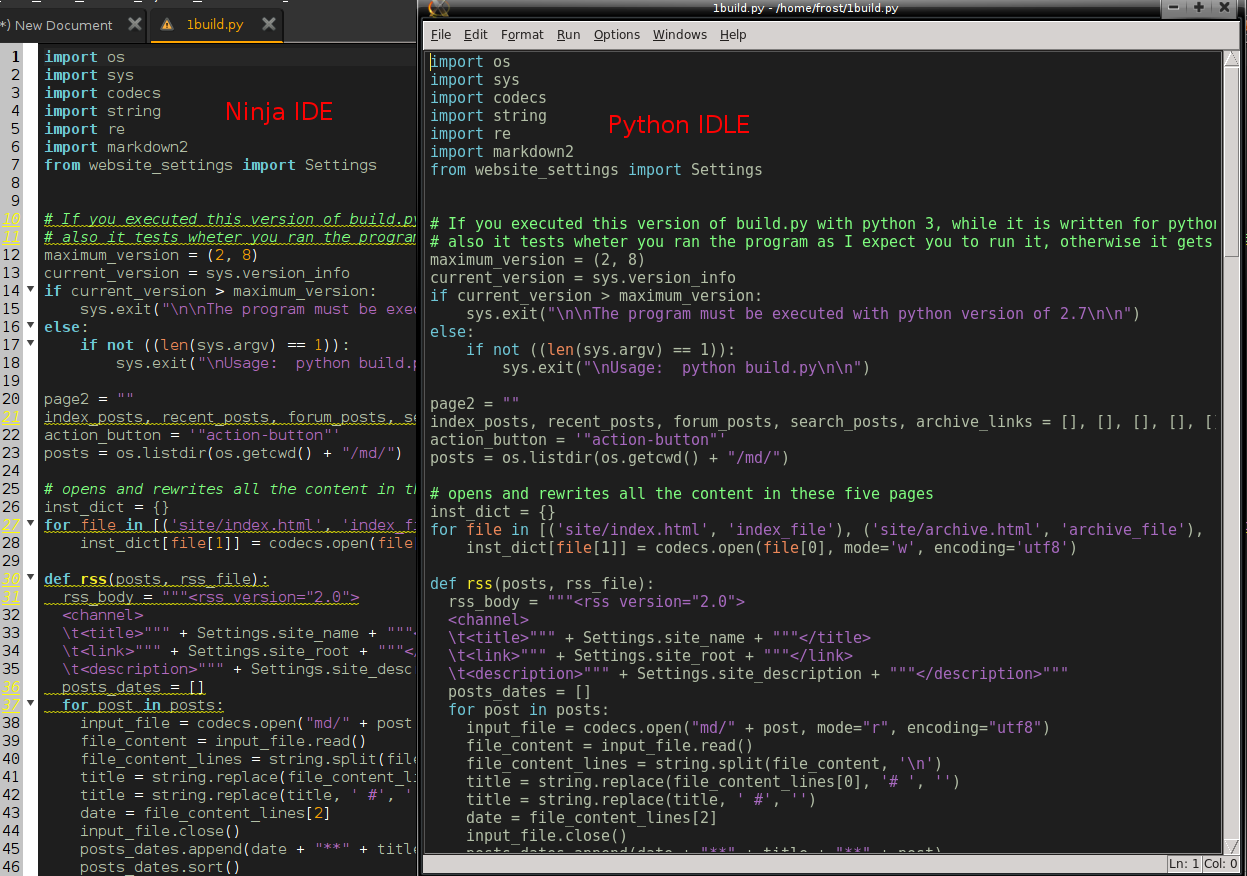 *) New Document
1build.py
1 import os
2 import sys
3 import codecs
4 import string
5 import re
6 import markdown2
7 from website_settings import Settings
8
9
10 # If you executed this version of build.py
11 # also it tests wheter you ran the program
12 maximum_version = (2, 8)
13 current_version = sys.version_info
14 if current_version > maximum_version:
15 sys.exit("\n\nThe program must be exec
16 else:
17 if not ((len(sys.argv) == 1)):
18 sys.exit("\nUsage:  python build.p
19
20 page2 = ""
21 index_posts, recent_posts, forum_posts, se
22 action_button = '"action-button"'
23 posts = os.listdir(os.getcwd() + "/md/")
24
25 # opens and rewrites all the content in th
26 inst_dict = {}
27 for file in [('site/index.html', 'index_fi
28 inst_dict[file[1]] = codecs.open(file
29
30 def rss(posts, rss_file):
31 rss_body = """<rss version="2.0">
32 <channel>
33 \t<title>""" + Settings.site_name + """<
34 \t<link>""" + Settings.site_root + """</
35 \t<description>""" + Settings.site_desc
36 posts_dates = []
37 for post in posts:
38 input_file = codecs.open("md/" + post
39 file_content = input_file.read()
40 file_content_lines = string.split(file
41 title = string.replace(file_content_li
42 title = string.replace(title, ' #', '
43 date = file_content_lines[2]
44 input_file.close()
45 posts_dates.append(date + "**" + title
46 posts_dates.sort()
Ninja IDE
1build.py - /home/frost/1build.py
File Edit Format Run Options Windows Help
import os
import sys
import codecs
import string
import re
import markdown2
from website_settings import Settings
Python IDLE
# If you executed this version of build.py with python 3, while it is written for python
# also it tests wheter you ran the program as I expect you to run it, otherwise it gets
maximum_version = (2, 8)
current_version = sys.version_info
if current_version > maximum_version:
sys.exit("\n\nThe program must be executed with python version of 2.7\n\n")
else:
if not ((len(sys.argv) == 1)):
sys.exit("\nUsage:  python build.py\n\n")
page2 = ""
index_posts, recent_posts, forum_posts, search_posts, archive_links = [], [], [], [], [
action_button = '"action-button"'
posts = os.listdir(os.getcwd() + "/md/")
# opens and rewrites all the content in these five pages
inst_dict = {}
for file in [('site/index.html', 'index_file'), ('site/archive.html', 'archive_file'),
inst_dict[file[1]] = codecs.open(file[0], mode='w', encoding='utf8')
def rss(posts, rss_file):
rss_body = """<rss version="2.0">
<channel>
\t<title>""" + Settings.site_name + """</title>
\t<link>""" + Settings.site_root + """</link>
\t<description>""" + Settings.site_description + """</description>"""
posts_dates = []
for post in posts:
input_file = codecs.open("md/" + post, mode="r", encoding="utf8")
file_content = input_file.read()
file_content_lines = string.split(file_content, '\n')
title = string.replace(file_content_lines[0], '# ', '')
title = string.replace(title, ' #', '')
date = file_content_lines[2]
input_file.close()
posts_dates.append(date + "**" + title + "**" + post)
Ln: 1 Col: 0